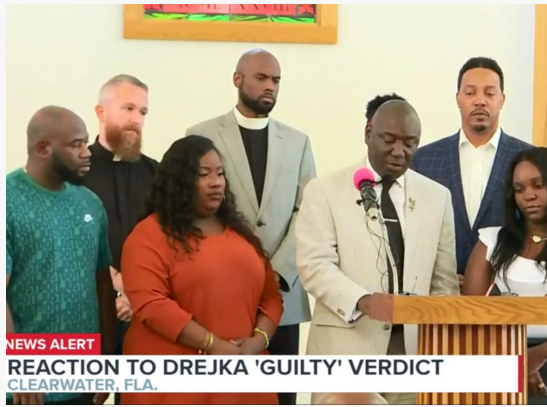 NEWS ALERT
REACTION TO DREJKA 'GUILTY' VERDICT
CLEARWATER, FLA.